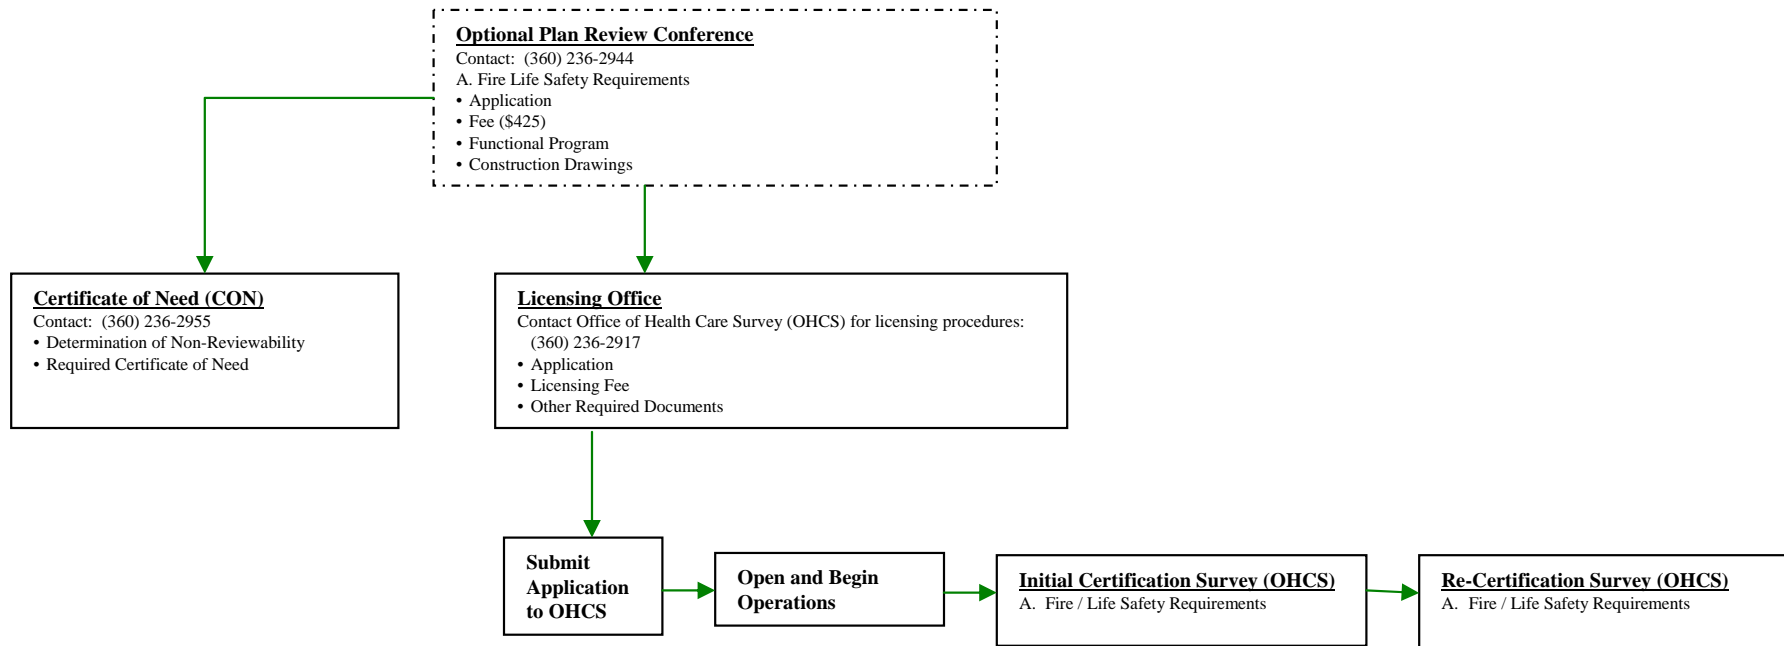 Optional Plan Review Conference
Contact: (360) 236-2944
A. Fire Life Safety Requirements
• Application
• Fee ($425)
• Functional Program
• Construction Drawings
Certificate of Need (CON)
Contact: (360) 236-2955
• Determination of Non-Reviewability
• Required Certificate of Need
Licensing Office
Contact Office of Health Care Survey (OHCS) for licensing procedures:
(360) 236-2917
• Application
• Licensing Fee
• Other Required Documents
Submit
Application
to OHCS
Open and Begin
Operations
Initial Certification Survey (OHCS)
A. Fire / Life Safety Requirements
Re-Certification Survey (OHCS)
A. Fire / Life Safety Requirements